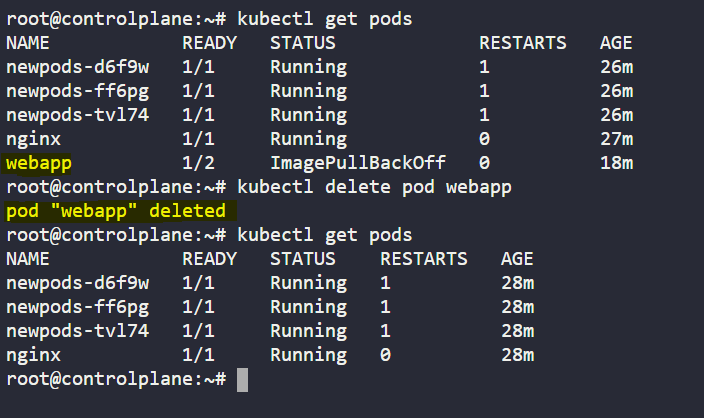 root@controlplane:~# kubectl get pods
NAME READY STATUS RESTARTS AGE
newpods-d6f9w 1/1 Running 1 26m
newpods-ff6pg 1/1 Running 1 26m
newpods-tvl74 1/1 Running 1 26m
nginx 1/1 Running 0 27m
webapp 1/2 ImagePullBackOff 0 18m
root@controlplane:~# kubectl delete pod webapp
pod "webapp" deleted
root@controlplane:~# kubectl get pods
NAME READY STATUS RESTARTS AGE
newpods-d6f9w 1/1 Running 1 28m
newpods-ff6pg 1/1 Running 1 28m
newpods-tvl74 1/1 Running 1 28m
nginx 1/1 Running 0 28m
root@controlplane:~#